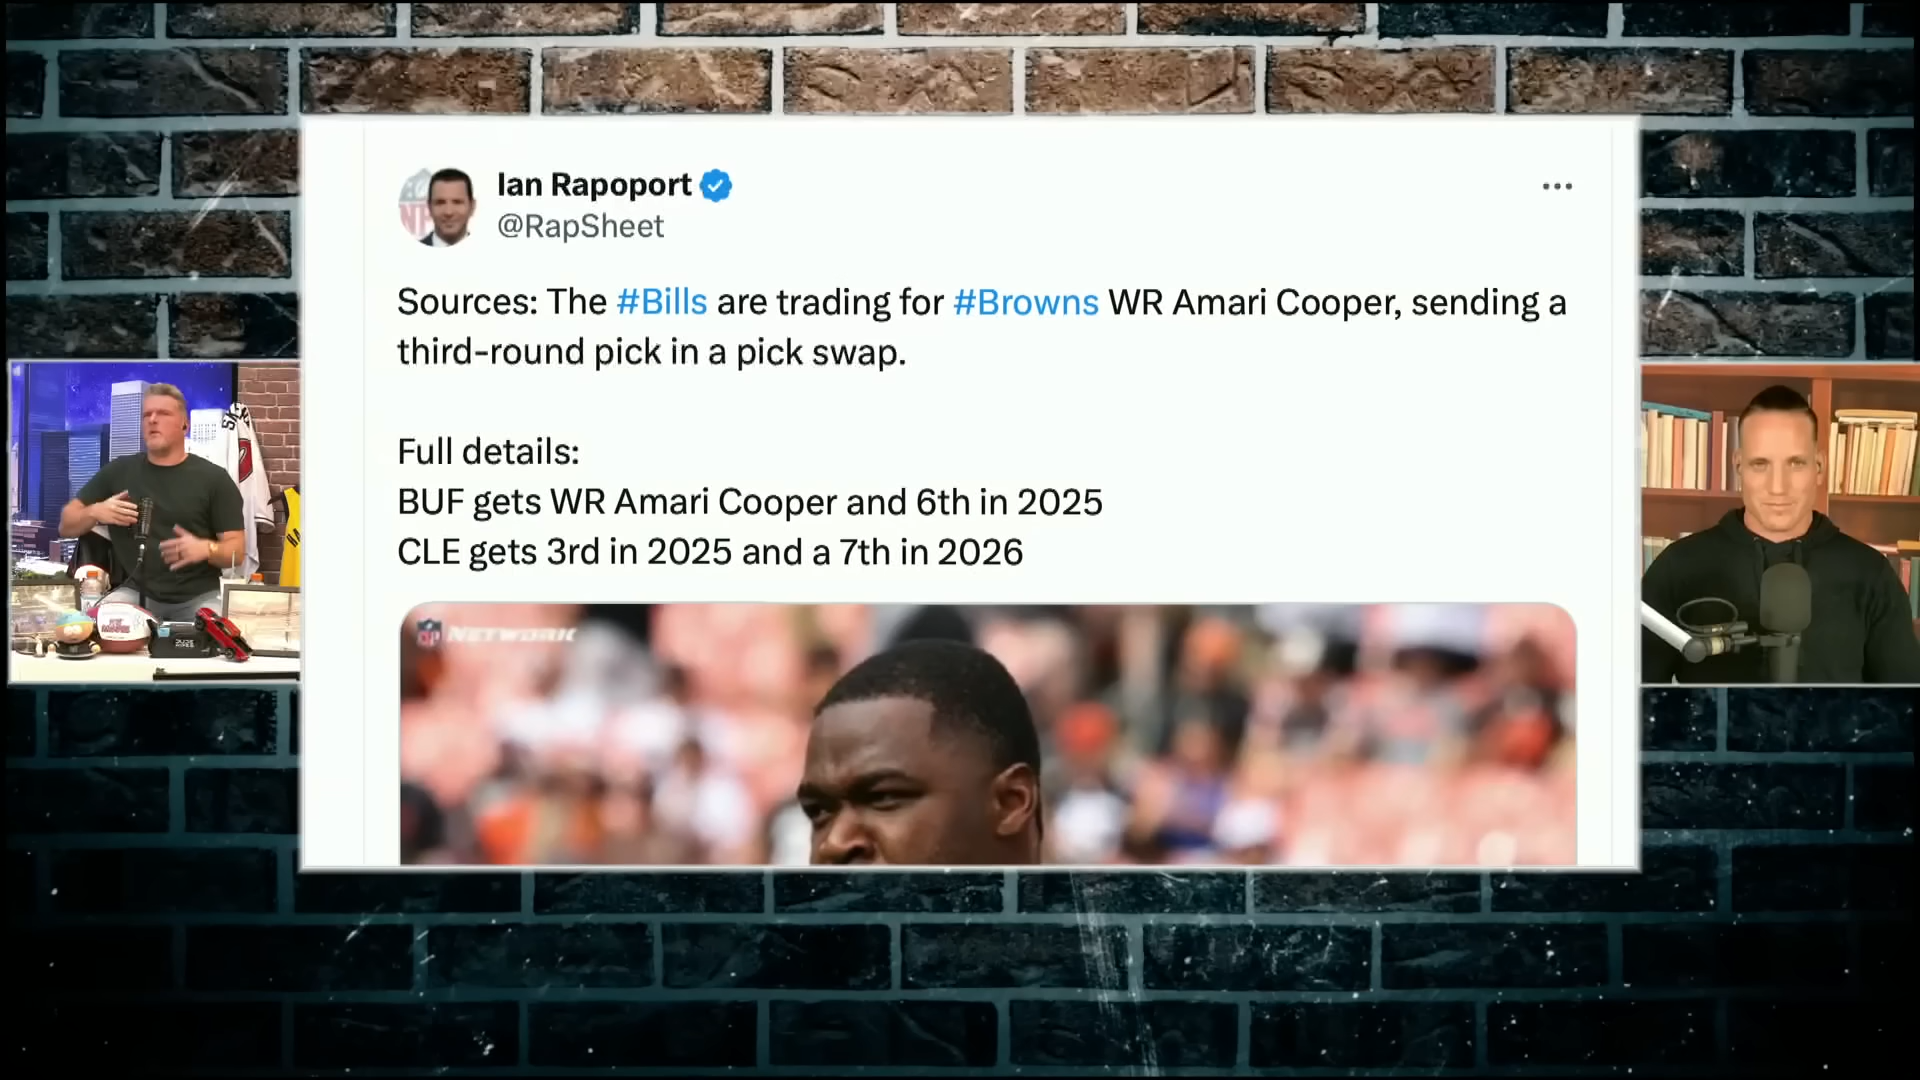 Ian Rapoport
@RapSheet
Sources: The #Bills are trading for #Browns WR Amari Cooper, sending a
third-round pick in a pick swap.
Full details:
BUF gets WR Amari Cooper and 6th in 2025
CLE gets 3rd in 2025 and a 7th in 2026
NETWORK